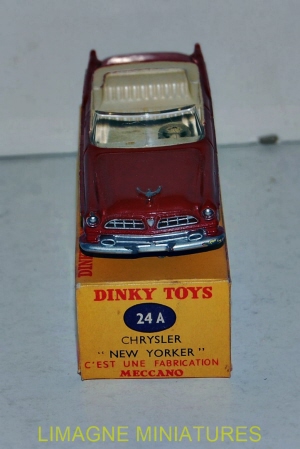 DINKY TOYS
24 A
CHRYSLER
" NEW YORKER "
C'EST UNE FABRICATION
MECCANO
LIMAGNE MINIATURES